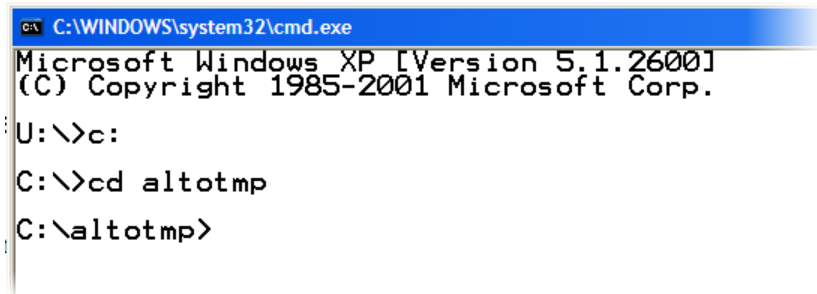 C:\WINDOWS\system32\cmd.exe
Microsoft Windows XP [Version 5.1.2600]
(C) Copyright 1985-2001 Microsoft Corp.
U:\>c:
C:\>cd altotmp
C:\altotmp>